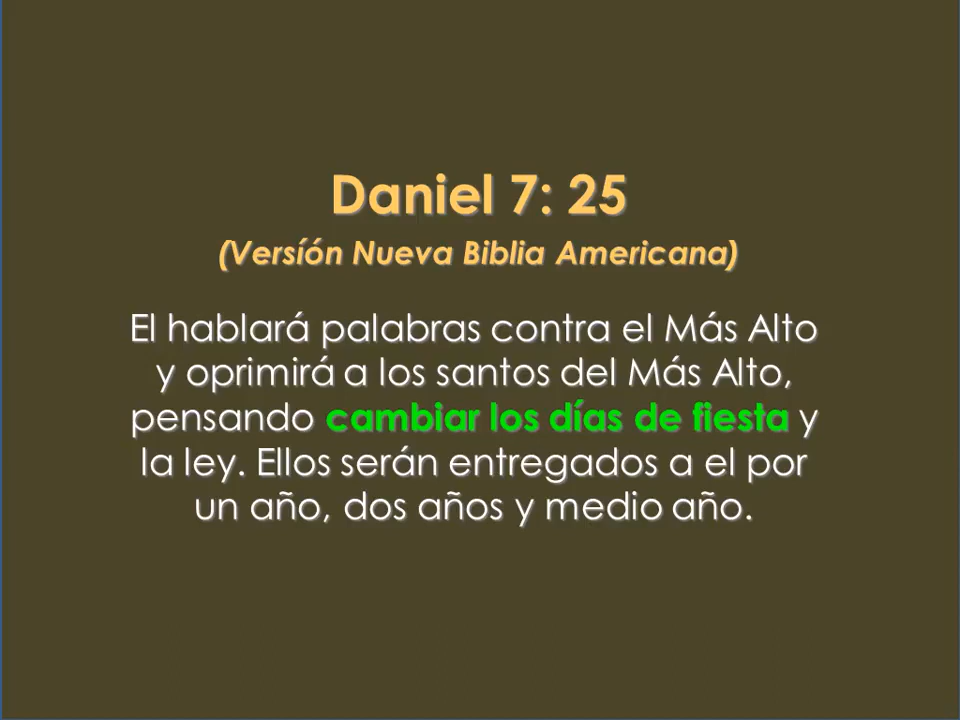 Daniel 7: 25
(Versíón Nueva Biblia Americana)
El hablará palabras contra el Más Alto
y oprimirá a los santos del Más Alto,
pensando cambiar los días de fiesta y
la ley. Ellos serán entregados a el por
un año, dos años y medio año.